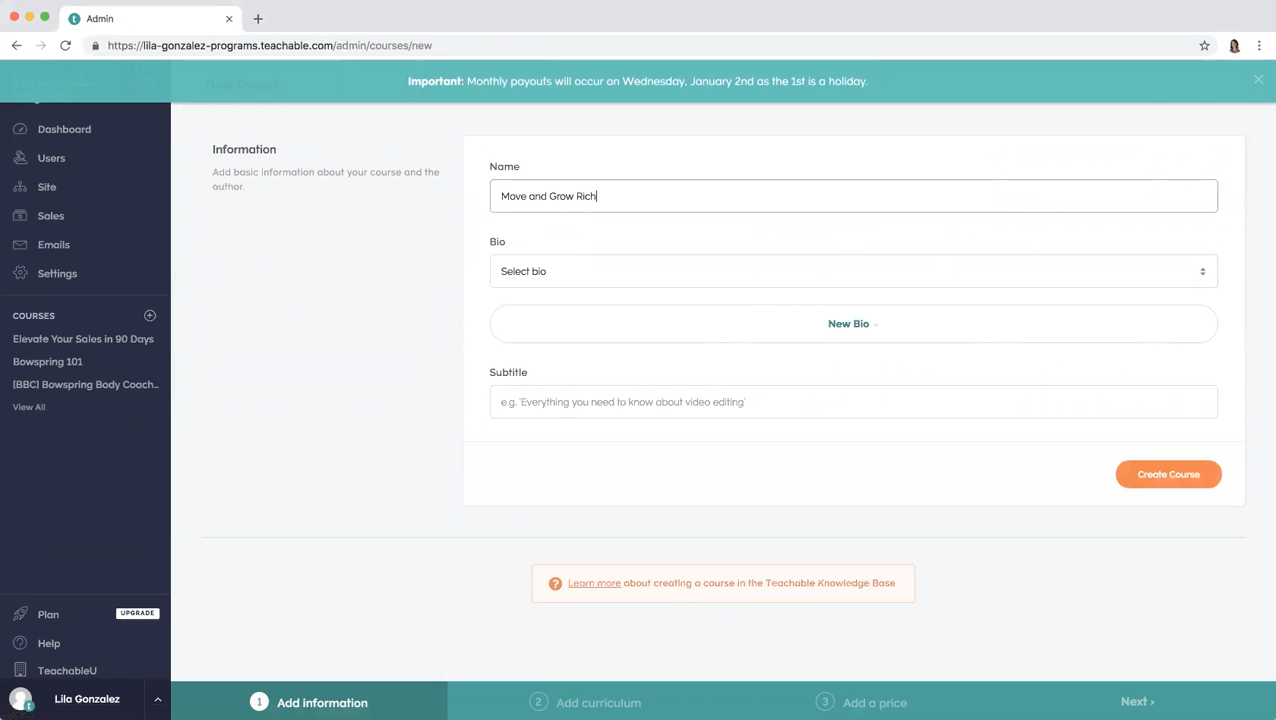 Admin
https://lila-gonzalez-programs.teachable.com/admin/courses/new
Important: Monthly payouts will occur on Wednesday, January 2nd as the 1st is a holiday.
New Course
Dashboard
Users
Site
Sales
Emails
Settings
COURSES
Elevate Your Sales in 90 Days
Bowspring 101
[BBC] Bowspring Body Coach...
View All
Plan
UPGRADE
Help
TeachableU
Lila Gonzalez
Information
Add basic information about your course and the
author.
Name
Move and Grow Rich
Bio
Select bio
New Bio
Subtitle
e.g. 'Everything you need to know about video editing'
Create Course
Learn more about creating a course in the Teachable Knowledge Base
1 Add information
2 Add curriculum
3 Add a price
Next ›